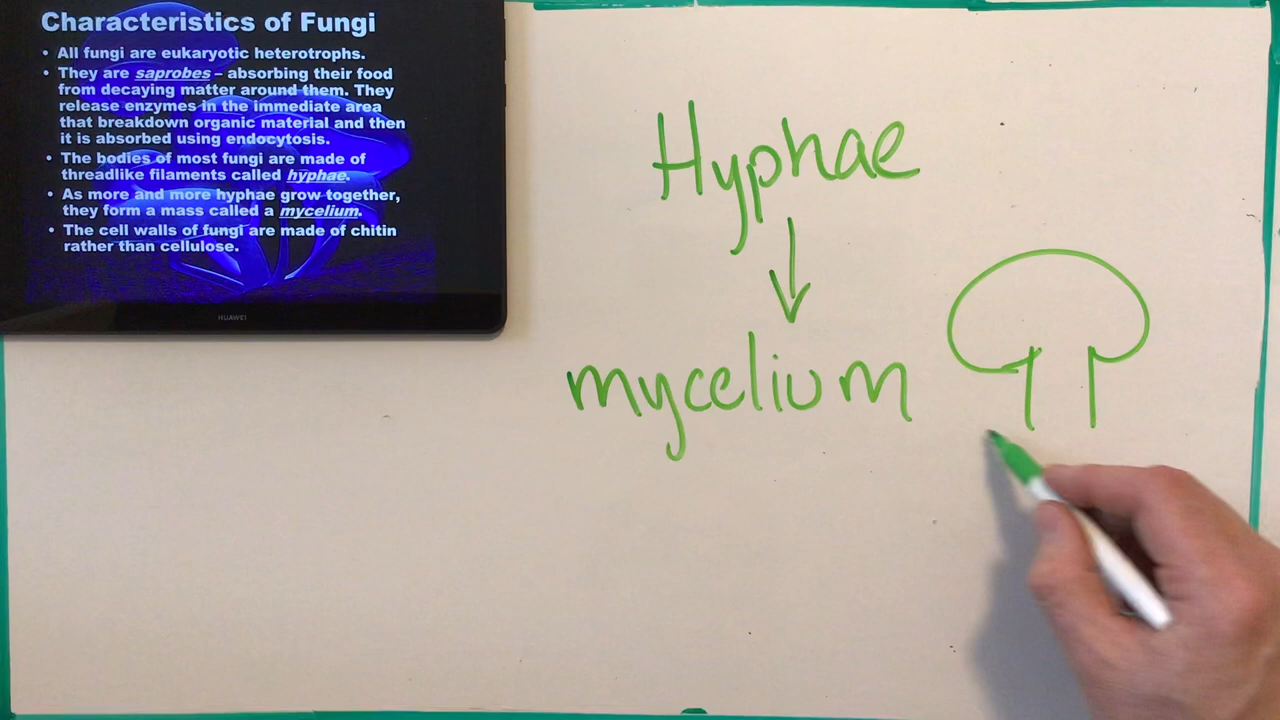 Characteristics of Fungi
• All fungi are eukaryotic heterotrophs.
• They are saprobes – absorbing their food
from decaying matter around them. They
release enzymes in the immediate area
that breakdown organic material and then
it is absorbed using endocytosis.
• The bodies of most fungi are made of
threadlike filaments called hyphae.
• As more and more hyphae grow together,
they form a mass called a mycelium.
• The cell walls of fungi are made of chitin
rather than cellulose.
HUAWEI
Hyphae
mycelium